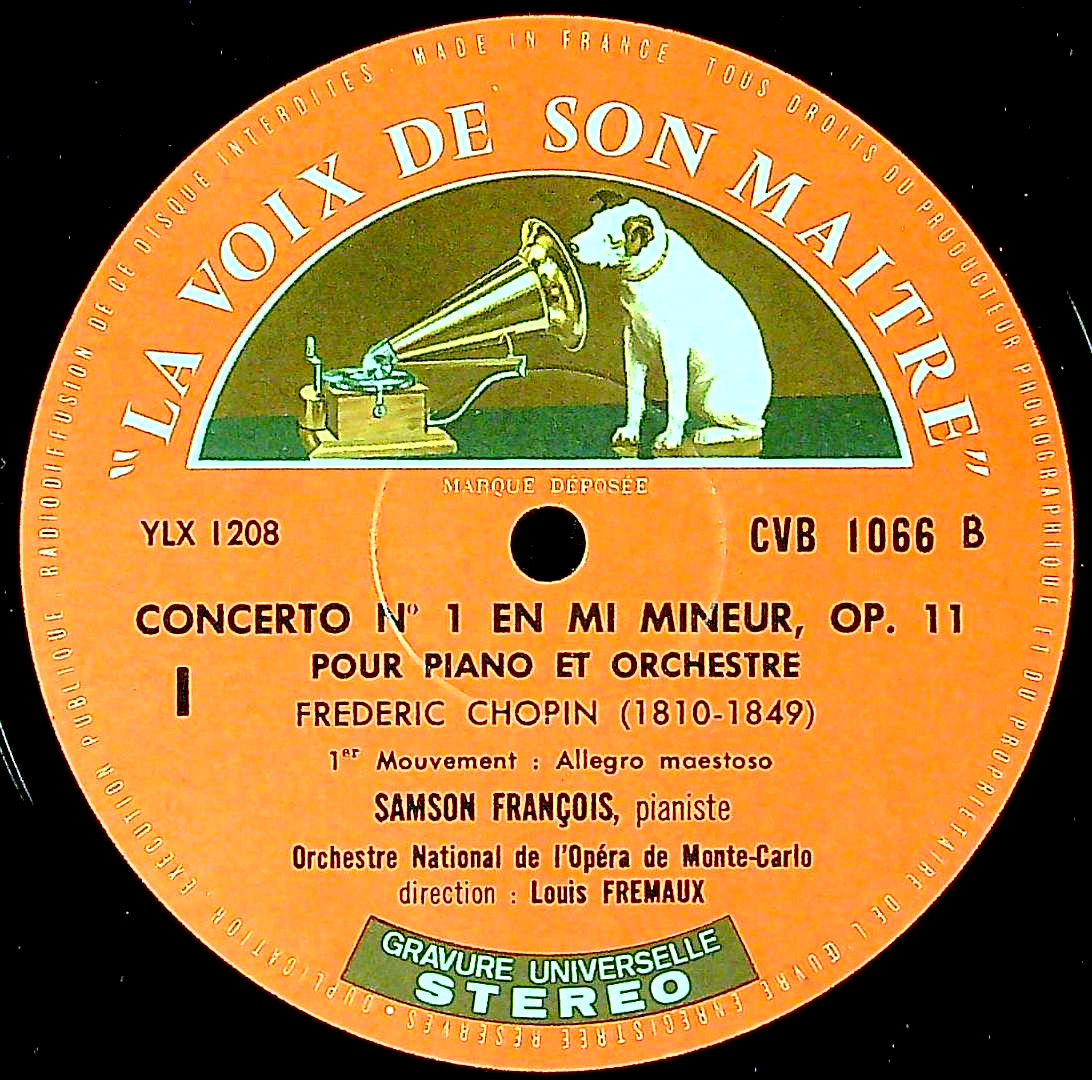 MADE IN FRANCE . TOUS DROITS DU PRODUCTEUR PHONOGRAPHIQUE ET DU PROPRIETAIRE DE L'ŒUVRE ENREGISTREE RESERVES • DUPLICATION . EXECUTION PUBLIQUE . RADIODIFFUSION DE CE DISQUE INTERDITES .
"LA VOIX DE SON MAITRE"
MARQUE DÉPOSÉE
YLX 1208
CVB 1066 B
CONCERTO Nº 1 EN MI MINEUR, OP. 11
POUR PIANO ET ORCHESTRE
I
FREDERIC CHOPIN (1810-1849)
1er Mouvement : Allegro maestoso
SAMSON FRANÇOIS, pianiste
Orchestre National de l'Opéra de Monte-Carlo
direction : Louis FREMAUX
GRAVURE UNIVERSELLE
STEREO